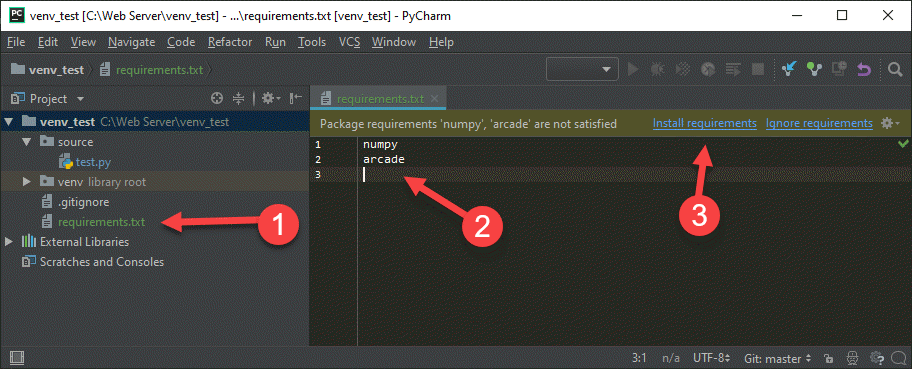 PC venv_test [C:\Web Server\venv_test] - ...\requirements.txt [venv_test] - PyCharm
File Edit View Navigate Code Refactor Run Tools VCS Window Help
venv_test requirements.txt
Project requirements.txt
venv_test C:\Web Server\venv_test
Package requirements 'numpy', 'arcade' are not satisfied Install requirements Ignore requirements
source
test.py
venv library root
.gitignore
requirements.txt
External Libraries
Scratches and Consoles
1 numpy
2 arcade
3
1
2
3
3:1 n/a UTF-8 Git: master